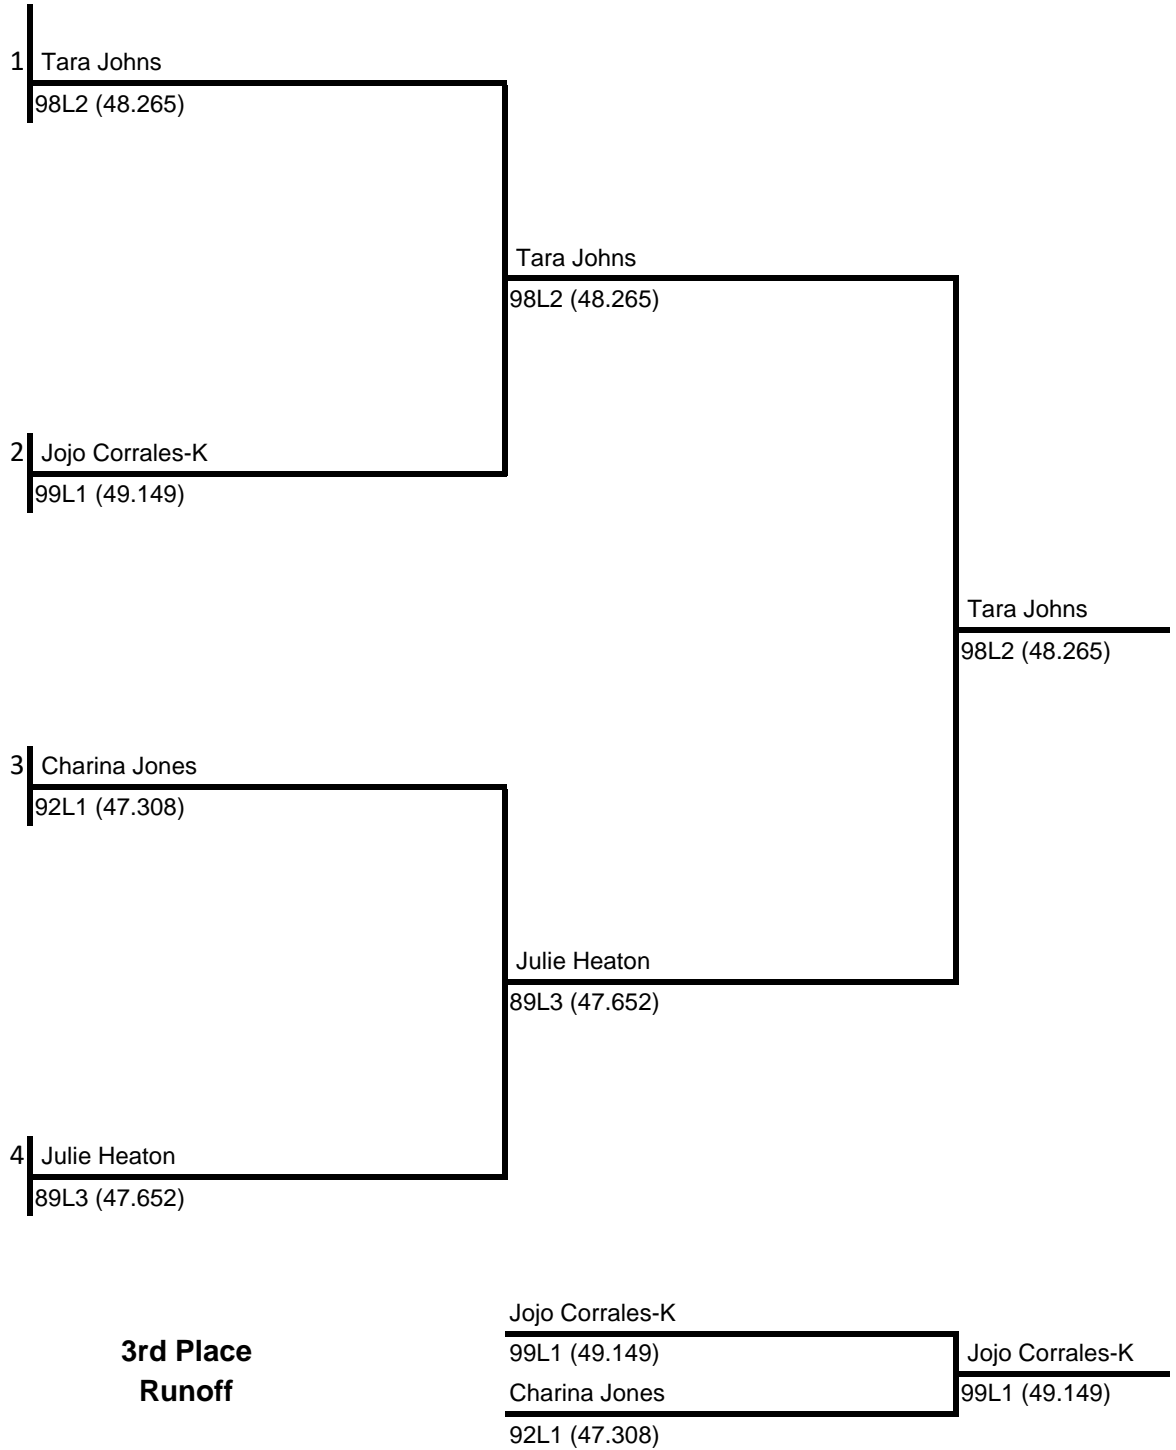 1 Tara Johns
98L2 (48.265)
Tara Johns
98L2 (48.265)
2 Jojo Corrales-K
99L1 (49.149)
Tara Johns
98L2 (48.265)
3 Charina Jones
92L1 (47.308)
Julie Heaton
89L3 (47.652)
4 Julie Heaton
89L3 (47.652)
3rd Place
Runoff
Jojo Corrales-K
99L1 (49.149)
Charina Jones
92L1 (47.308)
Jojo Corrales-K
99L1 (49.149)